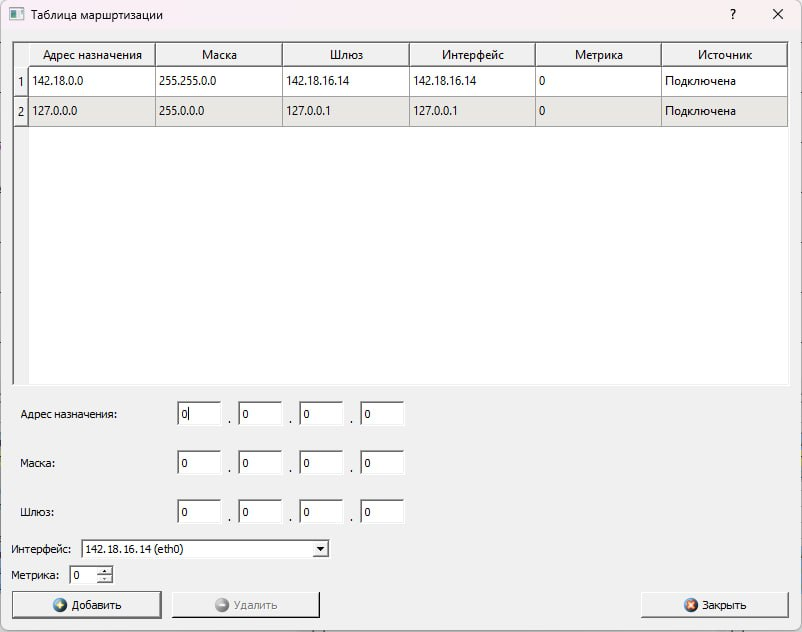 Таблица маршртизации ?
Адрес назначения Маска Шлюз Интерфейс Метрика Источник
1 142.18.0.0 255.255.0.0 142.18.16.14 142.18.16.14 0 Подключена
2 127.0.0.0 255.0.0.0 127.0.0.1 127.0.0.1 0 Подключена
Адрес назначения: 0 . 0 . 0 . 0
Маска: 0 . 0 . 0 . 0
Шлюз: 0 . 0 . 0 . 0
Интерфейс: 142.18.16.14 (eth0)
Метрика: 0
Добавить Удалить Закрыть